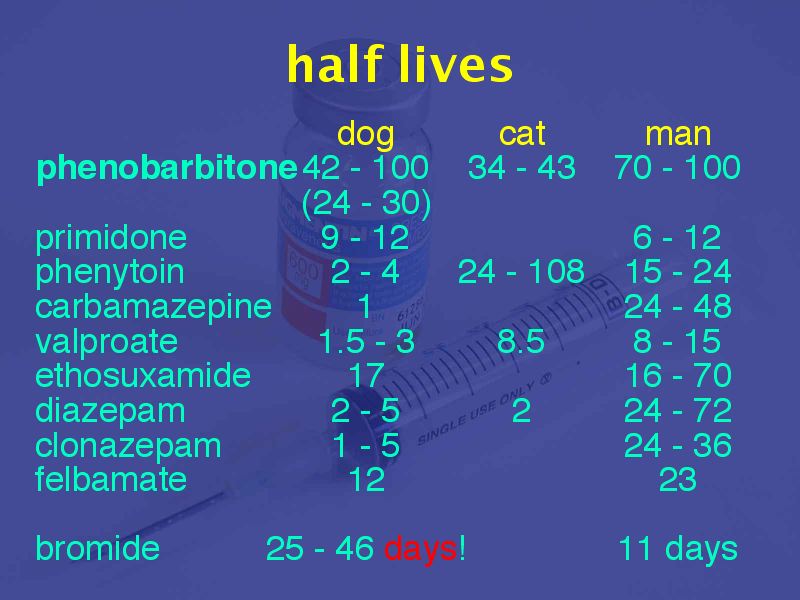 half lives
dog cat man
phenobarbitone 42 - 100 34 - 43 70 - 100
(24 - 30)
primidone 9 - 12 6 - 12
phenytoin 2 - 4 24 - 108 15 - 24
carbamazepine 1 24 - 48
valproate 1.5 - 3 8.5 8 - 15
ethosuxamide 17 16 - 70
diazepam 2 - 5 2 24 - 72
clonazepam 1 - 5 24 - 36
felbamate 12 23
bromide 25 - 46 days! 11 days
600
SINGLE USE ONLY